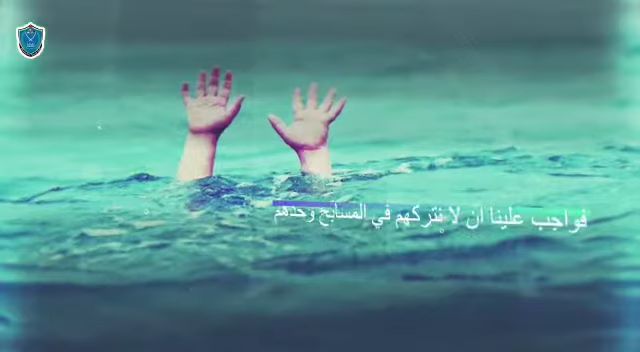 فواجب علينا ان لا نتركهم في المسابح وحدهم